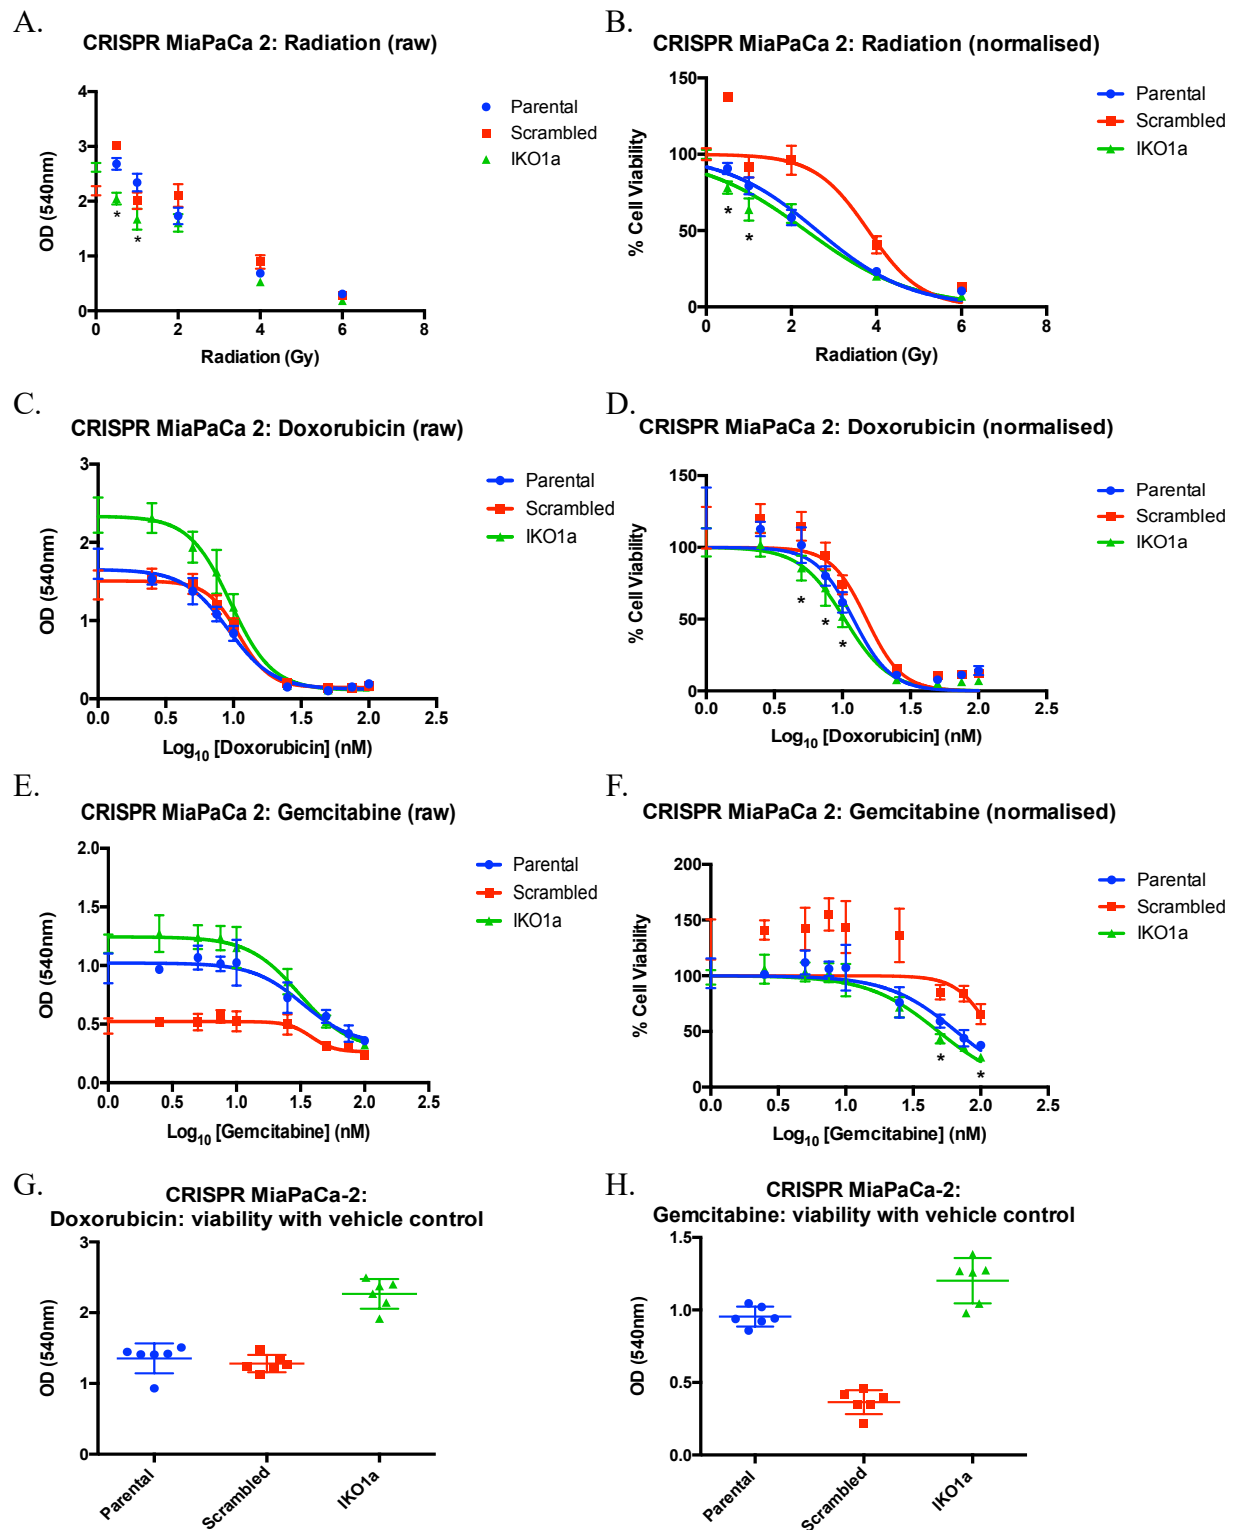 A.
CRISPR MiaPaCa 2: Radiation (raw)
4
3
2
1
0
OD (540nm)
*
*
0
2
4
6
8
Radiation (Gy)
Parental
Scrambled
IKO1a
B.
CRISPR MiaPaCa 2: Radiation (normalised)
150
100
50
0
% Cell Viability
*
*
0
2
4
6
8
Radiation (Gy)
Parental
Scrambled
IKO1a
C.
CRISPR MiaPaCa 2: Doxorubicin (raw)
3
2
1
0
OD (540nm)
0.0
0.5
1.0
1.5
2.0
2.5
Log10 [Doxorubicin] (nM)
Parental
Scrambled
IKO1a
D.
CRISPR MiaPaCa 2: Doxorubicin (normalised)
150
100
50
0
% Cell Viability
*
*
*
0.0
0.5
1.0
1.5
2.0
2.5
Log10 [Doxorubicin] (nM)
Parental
Scrambled
IKO1a
E.
CRISPR MiaPaCa 2: Gemcitabine (raw)
2.0
1.5
1.0
0.5
0.0
OD (540nm)
0.0
0.5
1.0
1.5
2.0
2.5
Log10 [Gemcitabine] (nM)
Parental
Scrambled
IKO1a
F.
CRISPR MiaPaCa 2: Gemcitabine (normalised)
200
150
100
50
0
% Cell Viability
*
*
0.0
0.5
1.0
1.5
2.0
2.5
Log10 [Gemcitabine] (nM)
Parental
Scrambled
IKO1a
G.
CRISPR MiaPaCa-2:
Doxorubicin: viability with vehicle control
3
2
1
0
OD (540nm)
Parental
Scrambled
IKO1a
H.
CRISPR MiaPaCa-2:
Gemcitabine: viability with vehicle control
1.5
1.0
0.5
0.0
OD (540nm)
Parental
Scrambled
IKO1a